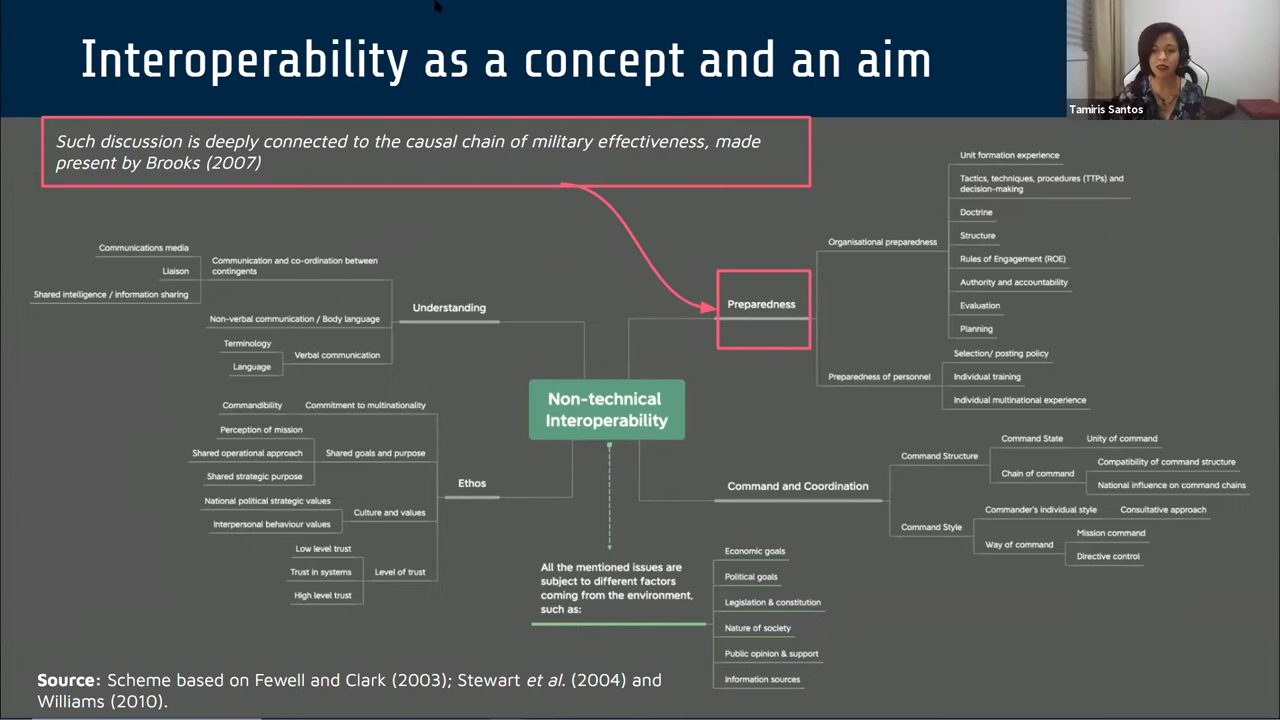 Interoperability as a concept and an aim
Tamiris Santos
Such discussion is deeply connected to the causal chain of military effectiveness, made
present by Brooks (2007)
Communications media
Liaison
Shared intelligence / information sharing
Communication and co-ordination between
contingents
Non-verbal communication / Body language
Terminology
Language
Verbal communication
Understanding
Commandibility
Commitment to multinationality
Perception of mission
Shared operational approach
Shared strategic purpose
Shared goals and purpose
National political strategic values
Interpersonal behaviour values
Culture and values
Low level trust
Trust in systems
High level trust
Level of trust
Ethos
Non-technical
Interoperability
Preparedness
Organisational preparedness
Unit formation experience
Tactics, techniques, procedures (TTPs) and
decision-making
Doctrine
Structure
Rules of Engagement (ROE)
Authority and accountability
Evaluation
Planning
Preparedness of personnel
Selection/ posting policy
Individual training
Individual multinational experience
Command and Coordination
Command Structure
Command State
Unity of command
Chain of command
Compatibility of command structure
National influence on command chains
Command Style
Commander's individual style
Consultative approach
Way of command
Mission command
Directive control
All the mentioned issues are
subject to different factors
coming from the environment,
such as:
Economic goals
Political goals
Legislation & constitution
Nature of society
Public opinion & support
Information sources
Source: Scheme based on Fewell and Clark (2003); Stewart et al. (2004) and
Williams (2010).